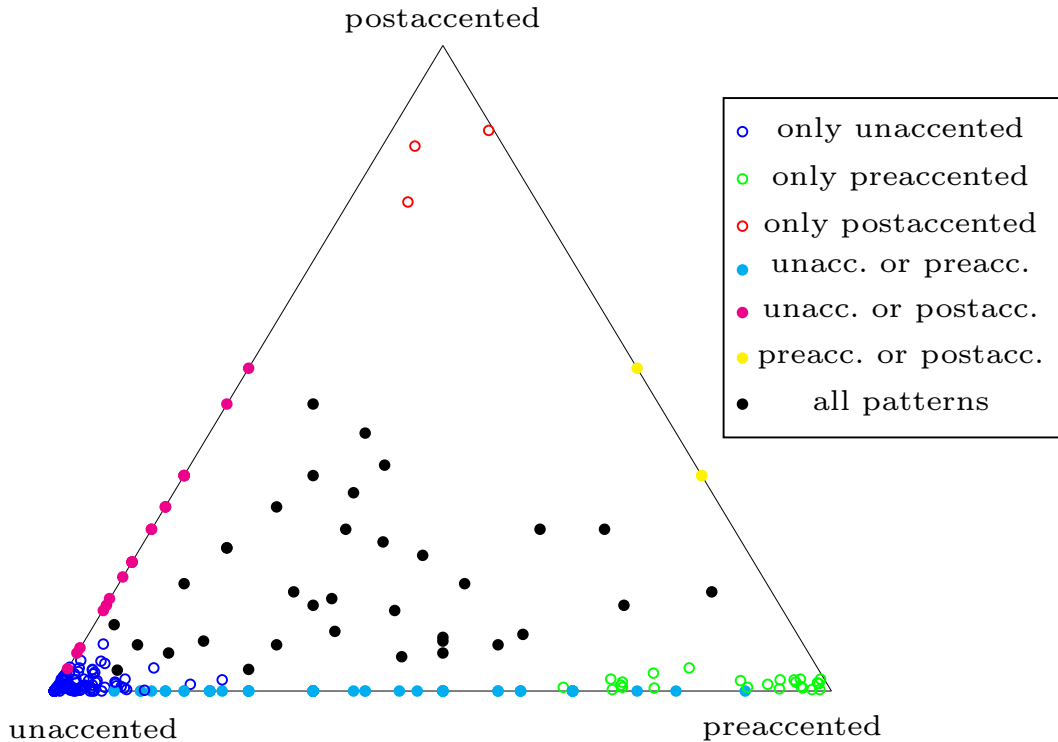 postaccented
only unaccented
only preaccented
only postaccented
unacc. or preacc.
unacc. or postacc.
preacc. or postacc.
all patterns
unaccented
preaccented